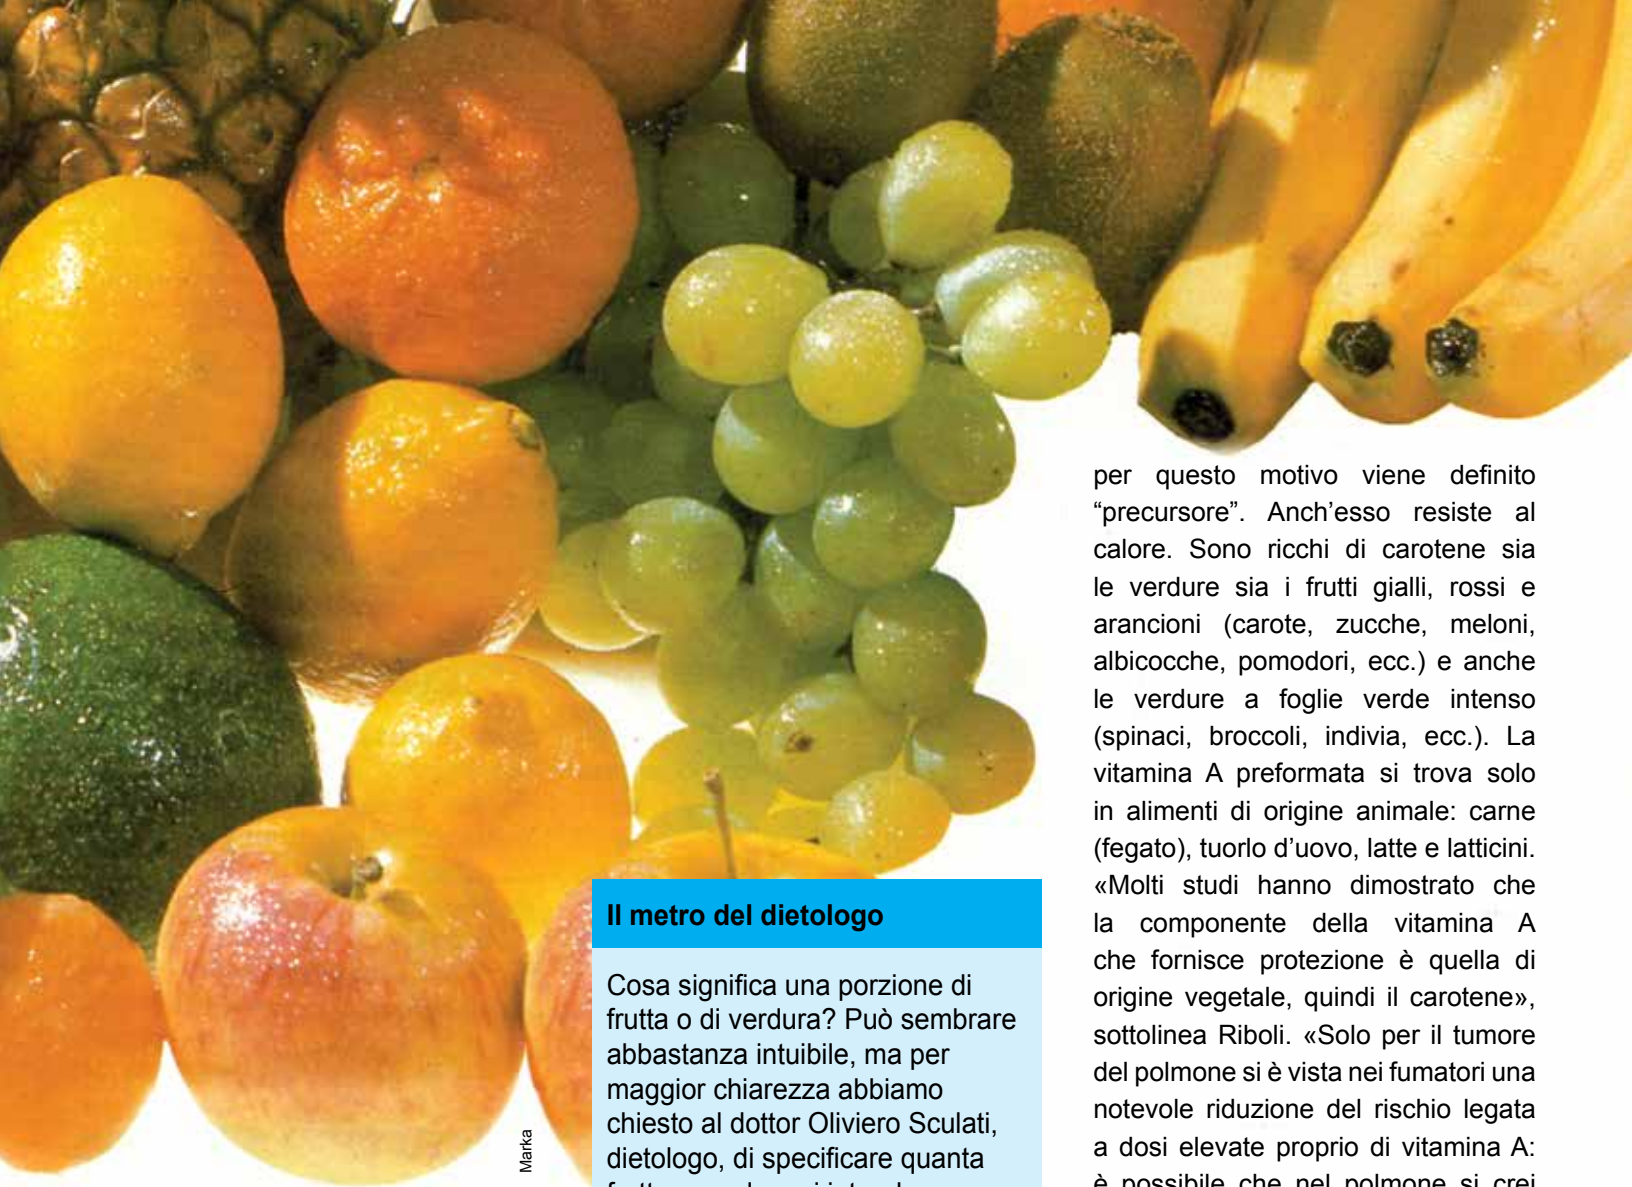 Marka
Il metro del dietologo
Cosa significa una porzione di
frutta o di verdura? Può sembrare
abbastanza intuibile, ma per
maggior chiarezza abbiamo
chiesto al dottor Oliviero Sculati,
dietologo, di specificare quanta
per questo motivo viene definito
“precursore”. Anch’esso resiste al
calore. Sono ricchi di carotene sia
le verdure sia i frutti gialli, rossi e
arancioni (carote, zucche, meloni,
albicocche, pomodori, ecc.) e anche
le verdure a foglie verde intenso
(spinaci, broccoli, indivia, ecc.). La
vitamina A preformata si trova solo
in alimenti di origine animale: carne
(fegato), tuorlo d’uovo, latte e latticini.
«Molti studi hanno dimostrato che
la componente della vitamina A
che fornisce protezione è quella di
origine vegetale, quindi il carotene»,
sottolinea Riboli. «Solo per il tumore
del polmone si è vista nei fumatori una
notevole riduzione del rischio legata
a dosi elevate proprio di vitamina A:
è possibile che nel polmone si crei